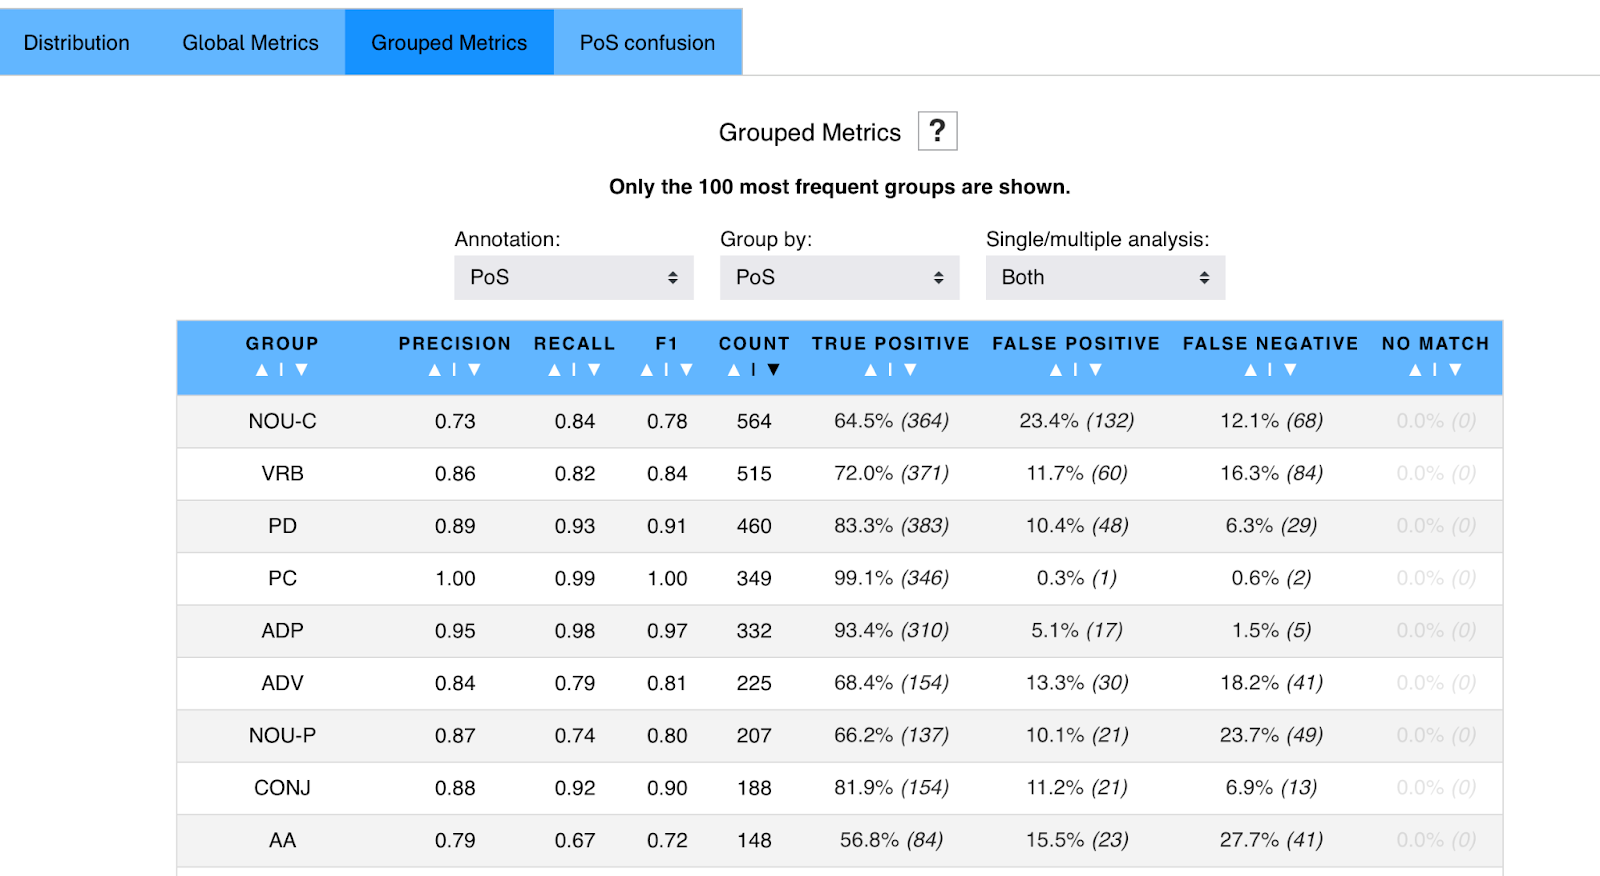 Distribution Global Metrics Grouped Metrics PoS confusion
Grouped Metrics ?
Only the 100 most frequent groups are shown.
Annotation: Group by: Single/multiple analysis:
PoS PoS Both
GROUP PRECISION RECALL F1 COUNT TRUE POSITIVE FALSE POSITIVE FALSE NEGATIVE NO MATCH
▲ | ▼ ▲ | ▼ ▲ | ▼ ▲ | ▼ ▲ | ▼ ▲ | ▼ ▲ | ▼ ▲ | ▼ ▲ | ▼
NOU-C 0.73 0.84 0.78 564 64.5% (364) 23.4% (132) 12.1% (68) 0.0% (0)
VRB 0.86 0.82 0.84 515 72.0% (371) 11.7% (60) 16.3% (84) 0.0% (0)
PD 0.89 0.93 0.91 460 83.3% (383) 10.4% (48) 6.3% (29) 0.0% (0)
PC 1.00 0.99 1.00 349 99.1% (346) 0.3% (1) 0.6% (2) 0.0% (0)
ADP 0.95 0.98 0.97 332 93.4% (310) 5.1% (17) 1.5% (5) 0.0% (0)
ADV 0.84 0.79 0.81 225 68.4% (154) 13.3% (30) 18.2% (41) 0.0% (0)
NOU-P 0.87 0.74 0.80 207 66.2% (137) 10.1% (21) 23.7% (49) 0.0% (0)
CONJ 0.88 0.92 0.90 188 81.9% (154) 11.2% (21) 6.9% (13) 0.0% (0)
AA 0.79 0.67 0.72 148 56.8% (84) 15.5% (23) 27.7% (41) 0.0% (0)